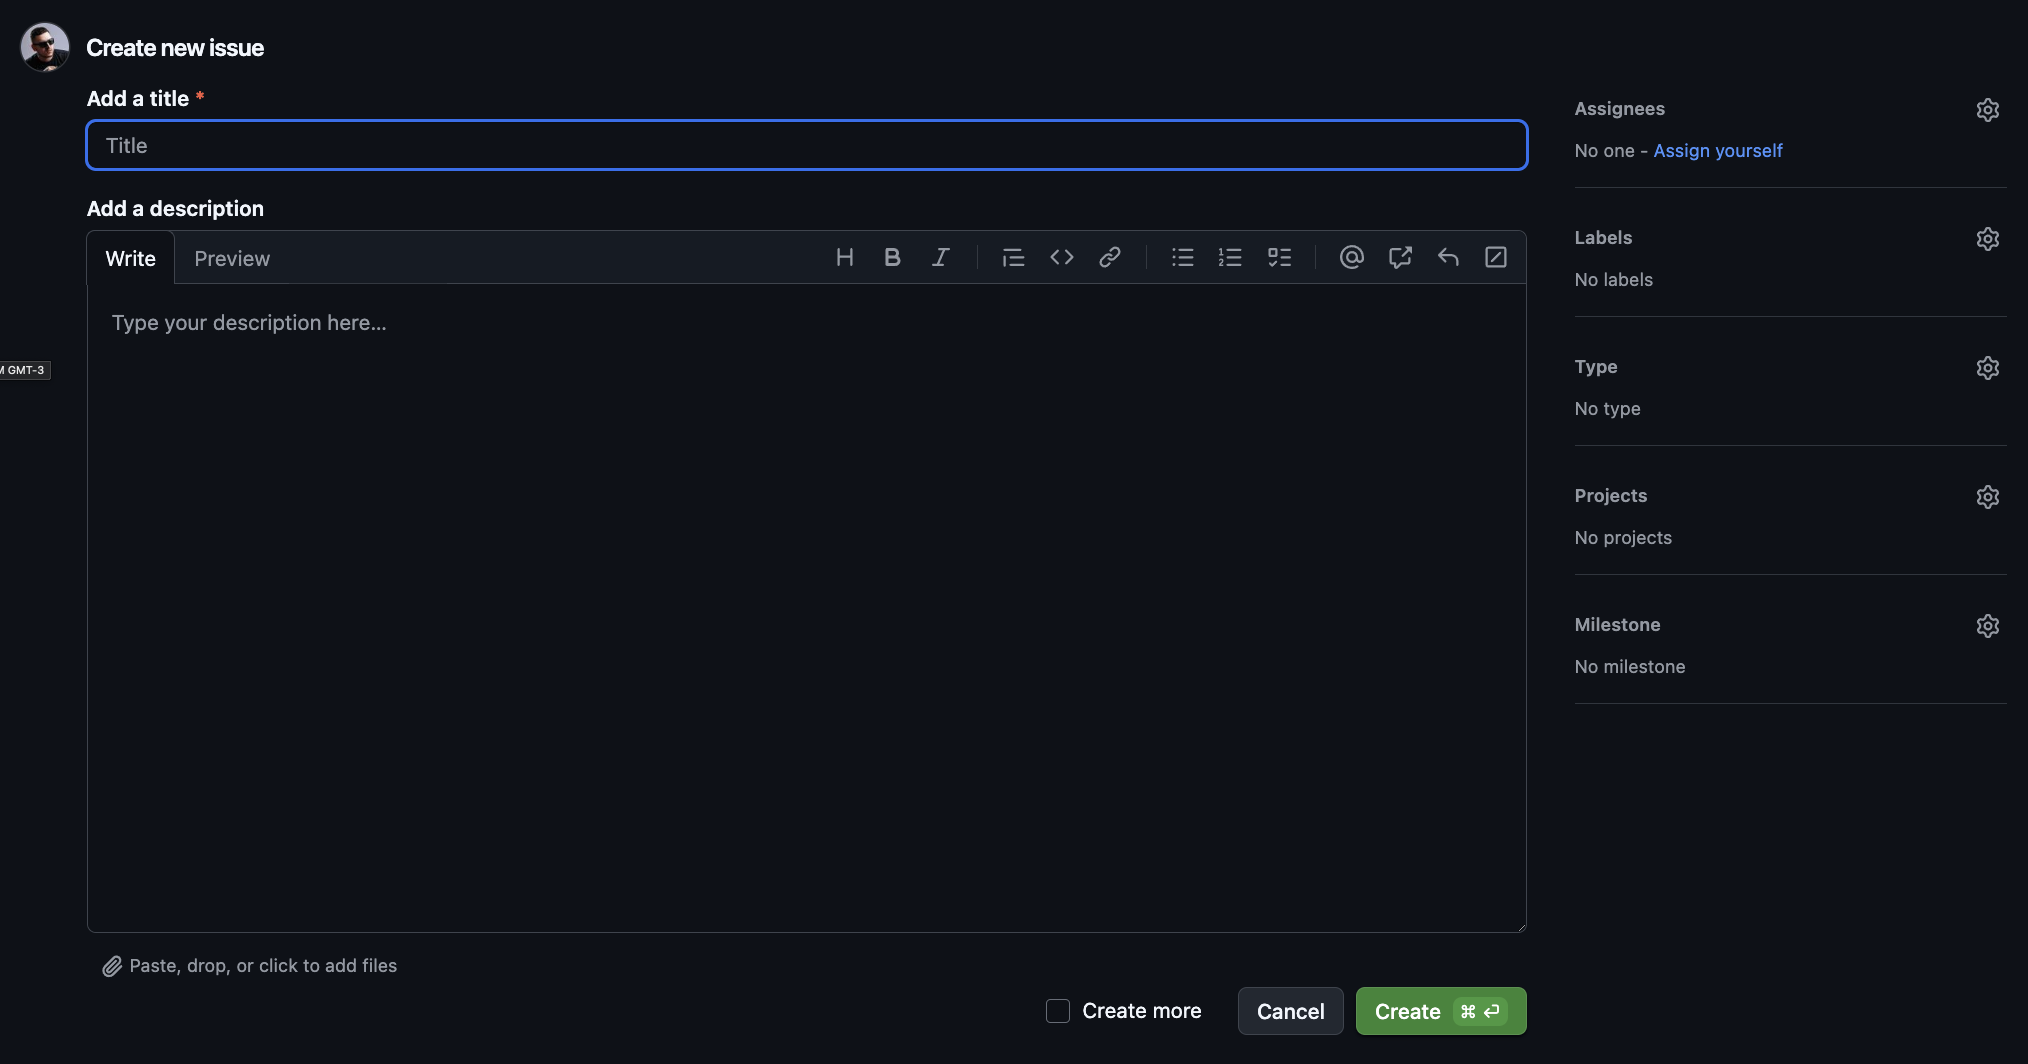 Create new issue
Add a title *
Title
Add a description
Write Preview
Type your description here...
M GMT-3
Paste, drop, or click to add files
Create more Cancel Create ⌘ ⏎
Assignees
No one - Assign yourself
Labels
No labels
Type
No type
Projects
No projects
Milestone
No milestone